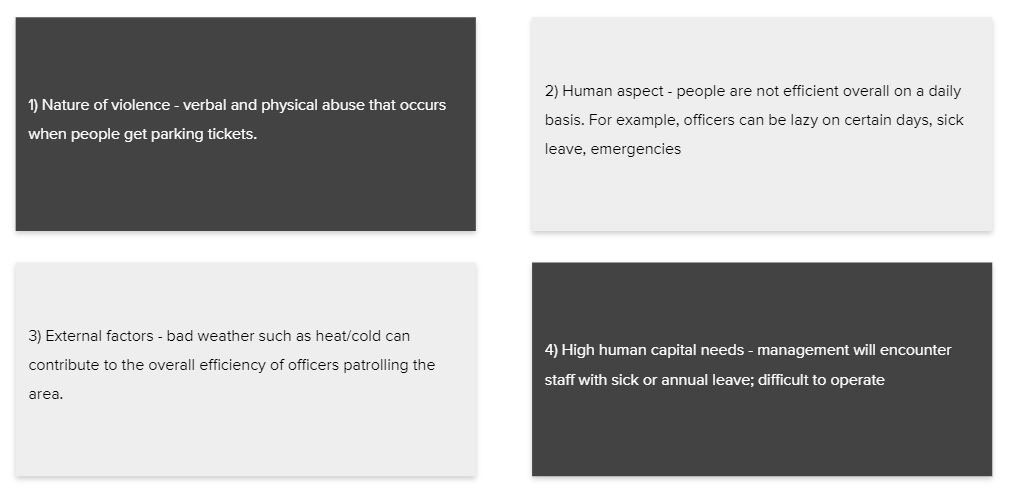 1) Nature of violence - verbal and physical abuse that occurs
when people get parking tickets.
2) Human aspect - people are not efficient overall on a daily
basis. For example, officers can be lazy on certain days, sick
leave, emergencies
3) External factors - bad weather such as heat/cold can
contribute to the overall efficiency of officers patrolling the
area.
4) High human capital needs - management will encounter
staff with sick or annual leave; difficult to operate